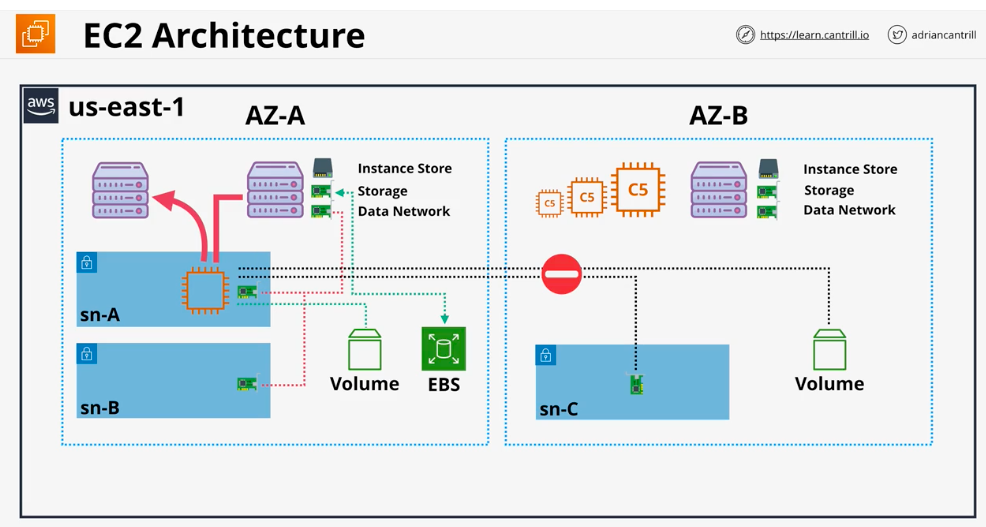 EC2 Architecture
https://learn.cantrill.io
adriancantrill
aws
us-east-1
AZ-A
AZ-B
Instance Store
Storage
Data Network
C5
C5
C5
Instance Store
Storage
Data Network
sn-A
sn-B
Volume
EBS
sn-C
Volume